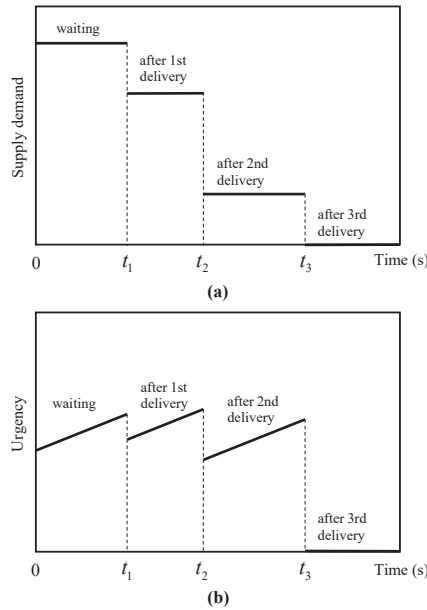 waiting
after 1st
delivery
after 2nd
delivery
after 3rd
delivery
Supply demand
0
t1
t2
t3
Time (s)
(a)
waiting
after 1st
delivery
after 2nd
delivery
after 3rd
delivery
Urgency
0
t1
t2
t3
Time (s)
(b)